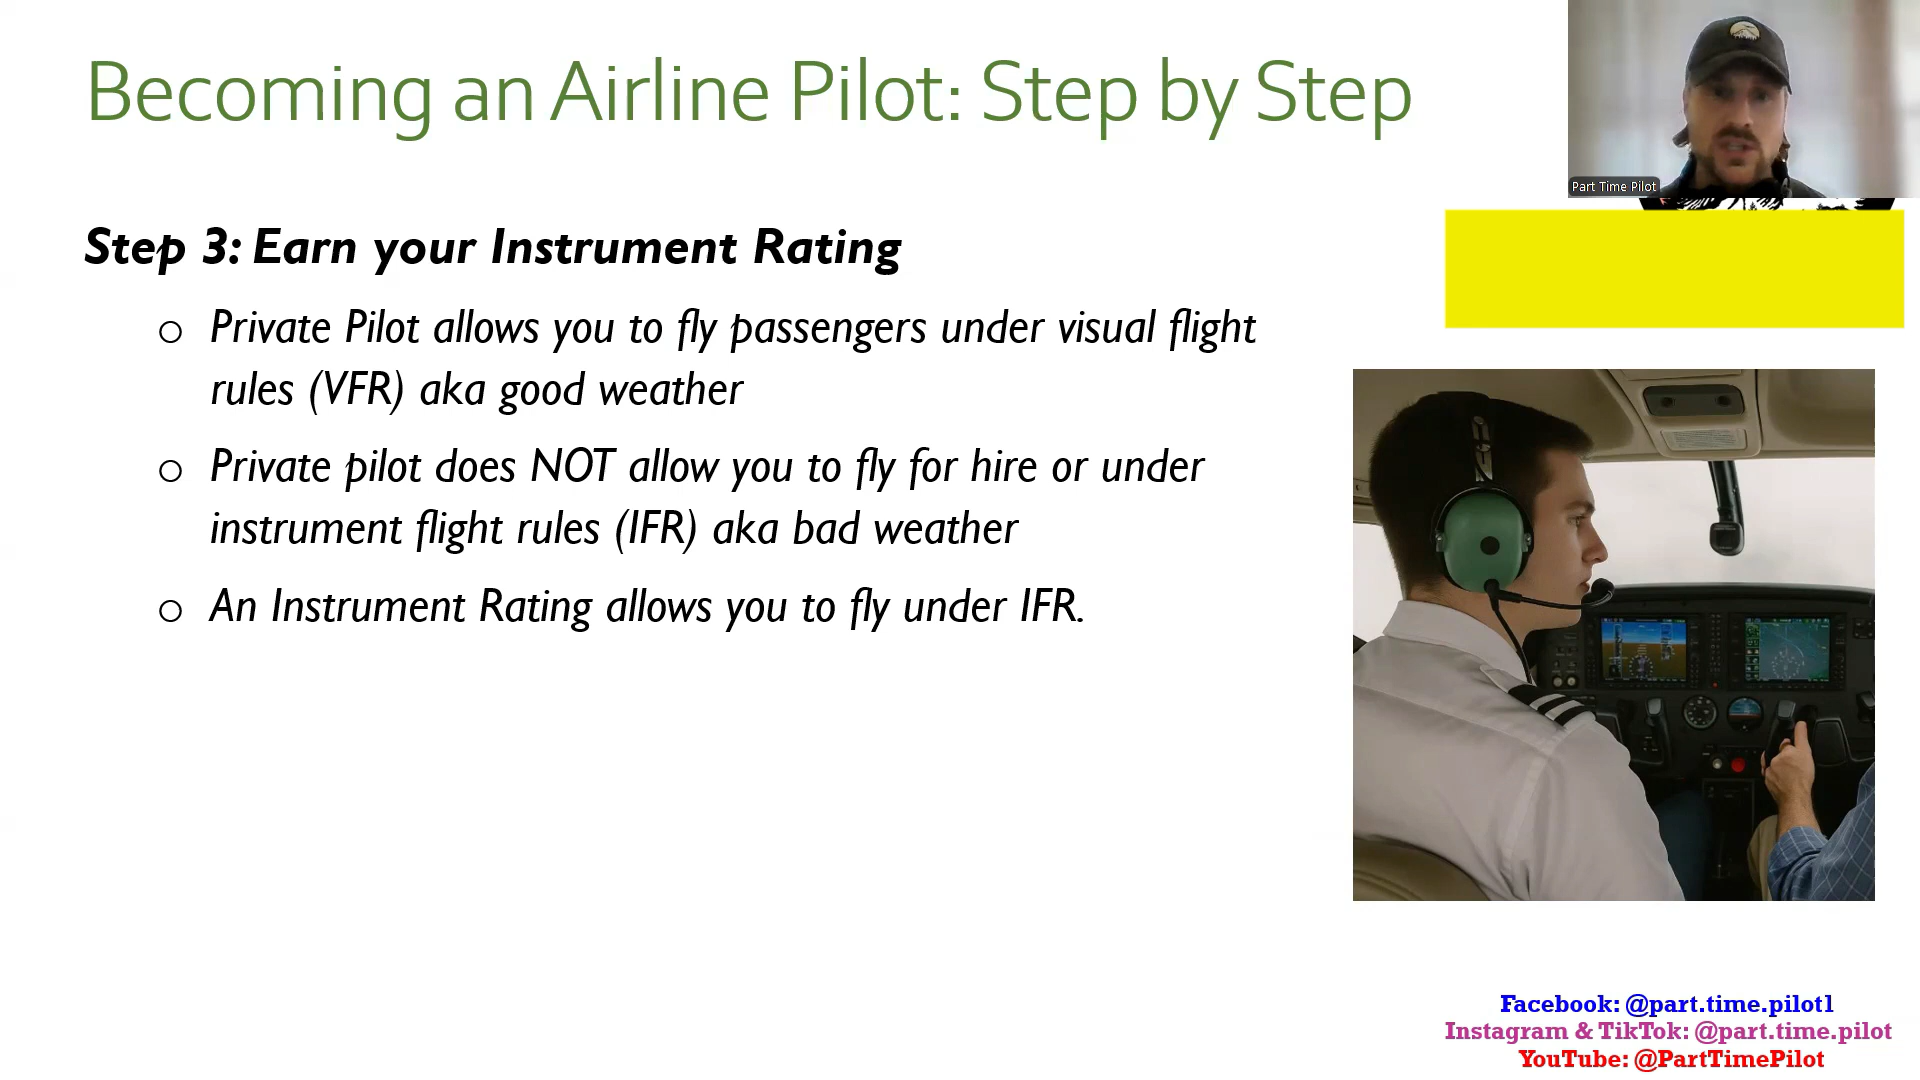 Becoming an Airline Pilot: Step by Step
Part Time Pilot
Step 3: Earn your Instrument Rating
o Private Pilot allows you to fly passengers under visual flight
rules (VFR) aka good weather
o Private pilot does NOT allow you to fly for hire or under
instrument flight rules (IFR) aka bad weather
o An Instrument Rating allows you to fly under IFR.
Facebook: @part.time.pilot1
Instagram & TikTok: @part.time.pilot
YouTube: @PartTimePilot